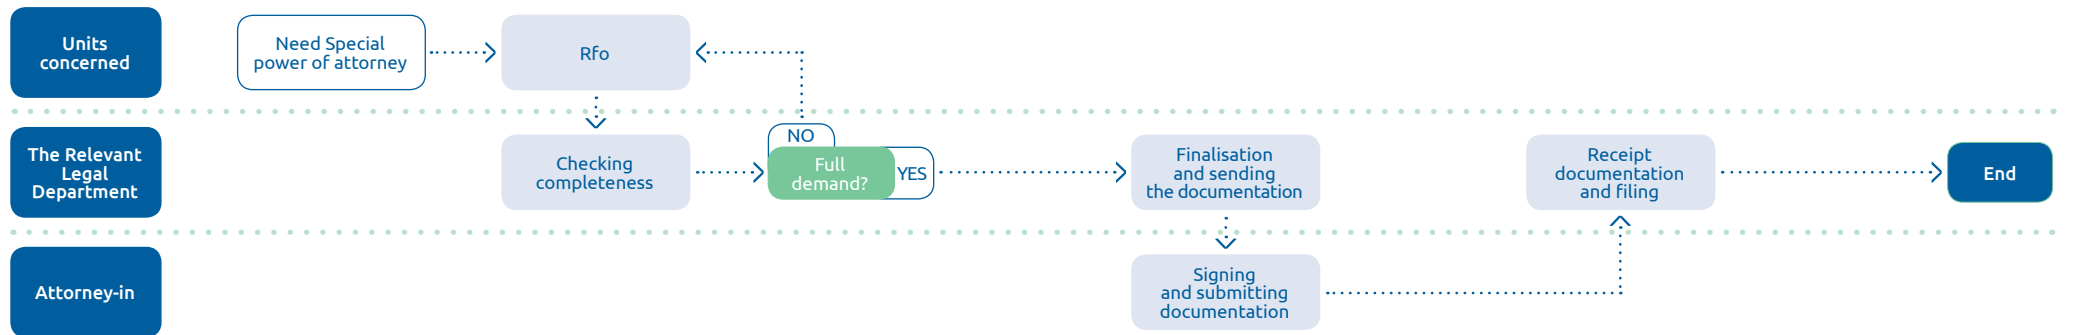 Units
concerned
Need Special
power of attorney
Rfo
The Relevant
Legal
Department
Checking
completeness
NO
Full
demand?
YES
Finalisation
and sending
the documentation
Receipt
documentation
and filing
End
Attorney-in
Signing
and submitting
documentation